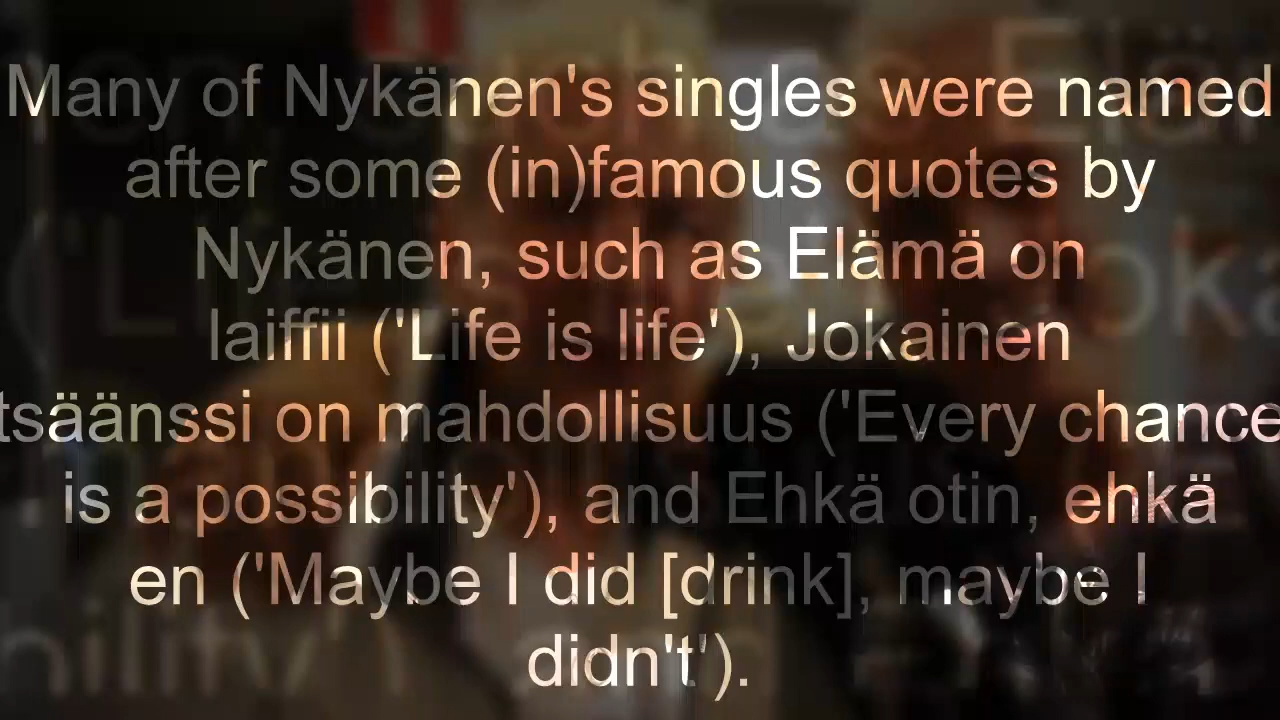 Many of Nykänen's singles were named
after some (in)famous quotes by
Nykänen, such as Elämä on
laiffii ('Life is life'), Jokainen
tsäänssi on mahdollisuus ('Every chance
is a possibility'), and Ehkä otin, ehkä
en ('Maybe I did [drink], maybe I
didn't').